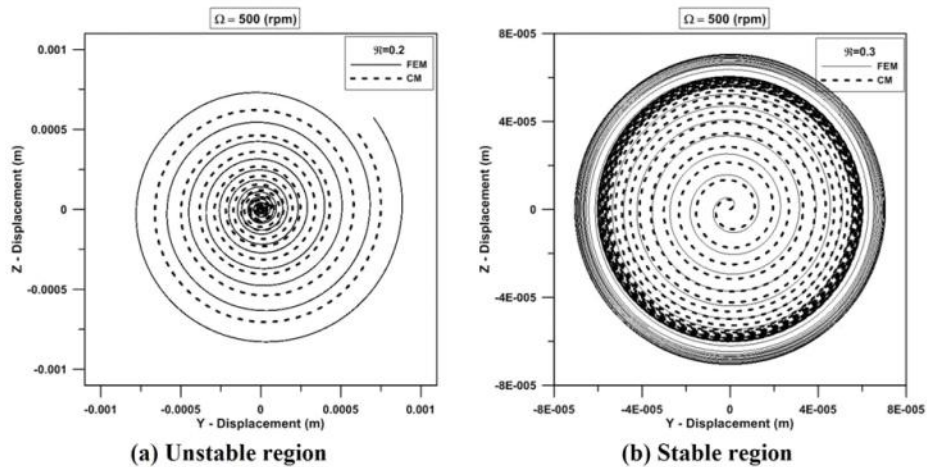 Ω = 500 (rpm)
ℜ=0.2
FEM
CM
0.001
0.0005
0
-0.0005
-0.001
Z - Displacement (m)
-0.001 -0.0005 0 0.0005 0.001
Y - Displacement (m)
(a) Unstable region
Ω = 500 (rpm)
ℜ=0.3
FEM
CM
8E-005
4E-005
0
-4E-005
-8E-005
Z - Displacement (m)
-8E-005 -4E-005 0 4E-005 8E-005
Y - Displacement (m)
(b) Stable region